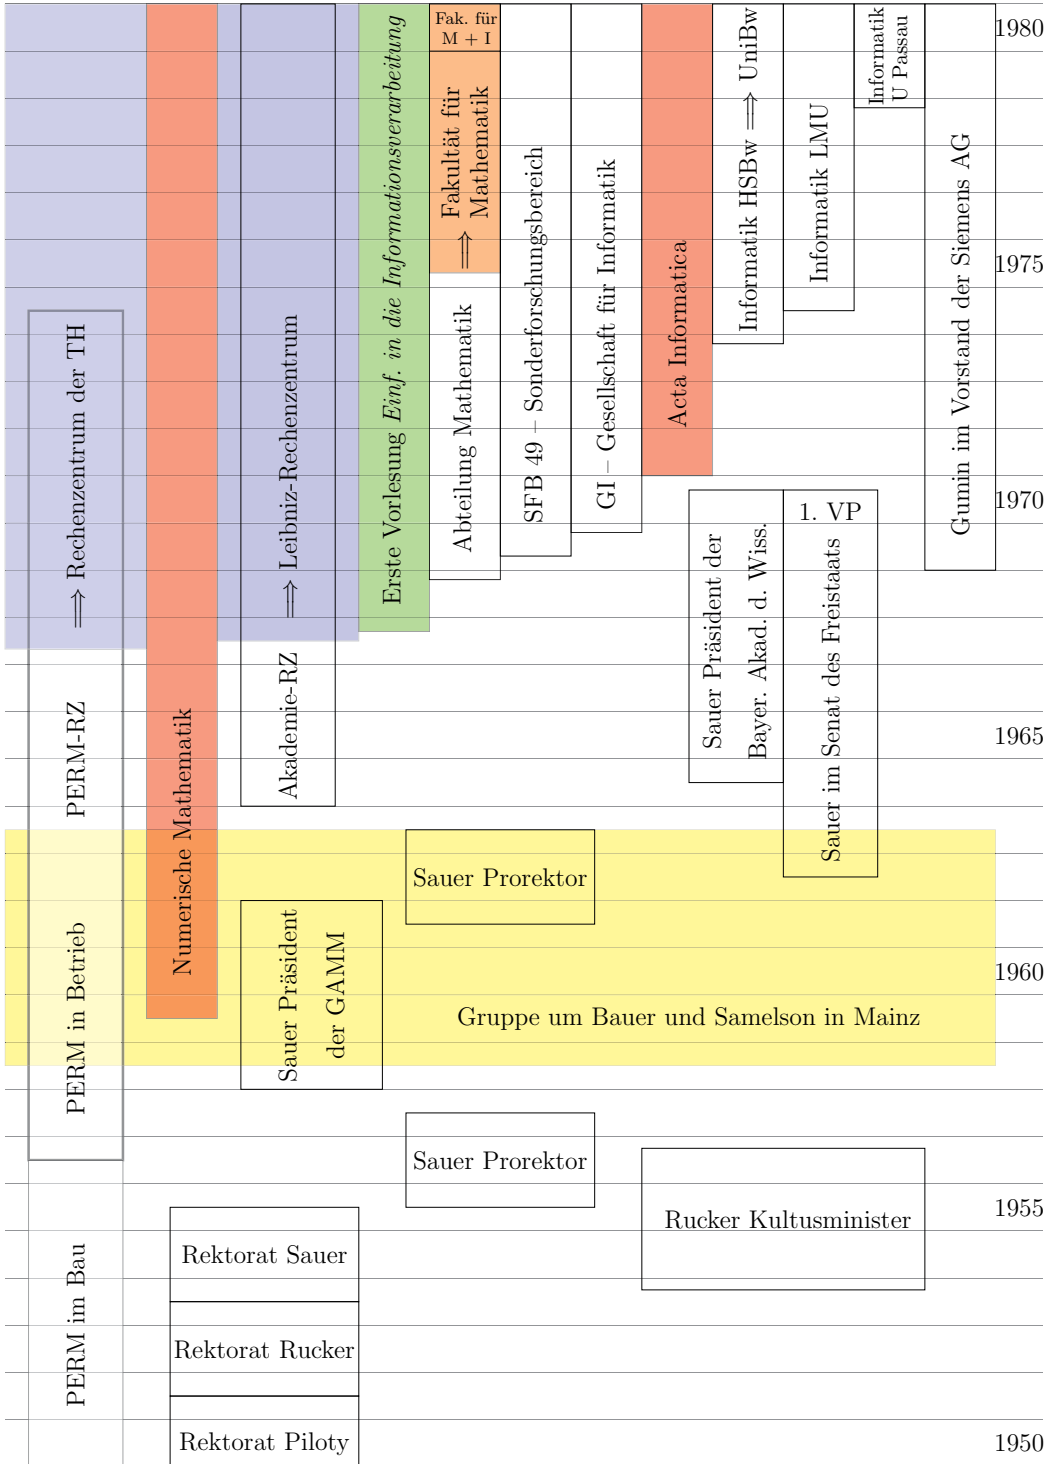 1980
1975
1970
1965
1960
1955
1950
⟹ Rechenzentrum der TH
PERM-RZ
PERM in Betrieb
PERM im Bau
Numerische Mathematik
⟹ Leibniz-Rechenzentrum
Akademie-RZ
Erste Vorlesung Einf. in die Informationsverarbeitung
Fak. für
M + I
⟹ Fakultät für
Mathematik
Abteilung Mathematik
SFB 49 – Sonderforschungsbereich
GI – Gesellschaft für Informatik
Acta Informatica
Informatik HSBw ⟹ UniBw
Informatik LMU
Informatik
U Passau
Gumin im Vorstand der Siemens AG
Sauer Präsident der
Bayer. Akad. d. Wiss.
1. VP
Sauer im Senat des Freistaats
Sauer Prorektor
Sauer Präsident
der GAMM
Gruppe um Bauer und Samelson in Mainz
Sauer Prorektor
Rucker Kultusminister
Rektorat Sauer
Rektorat Rucker
Rektorat Piloty